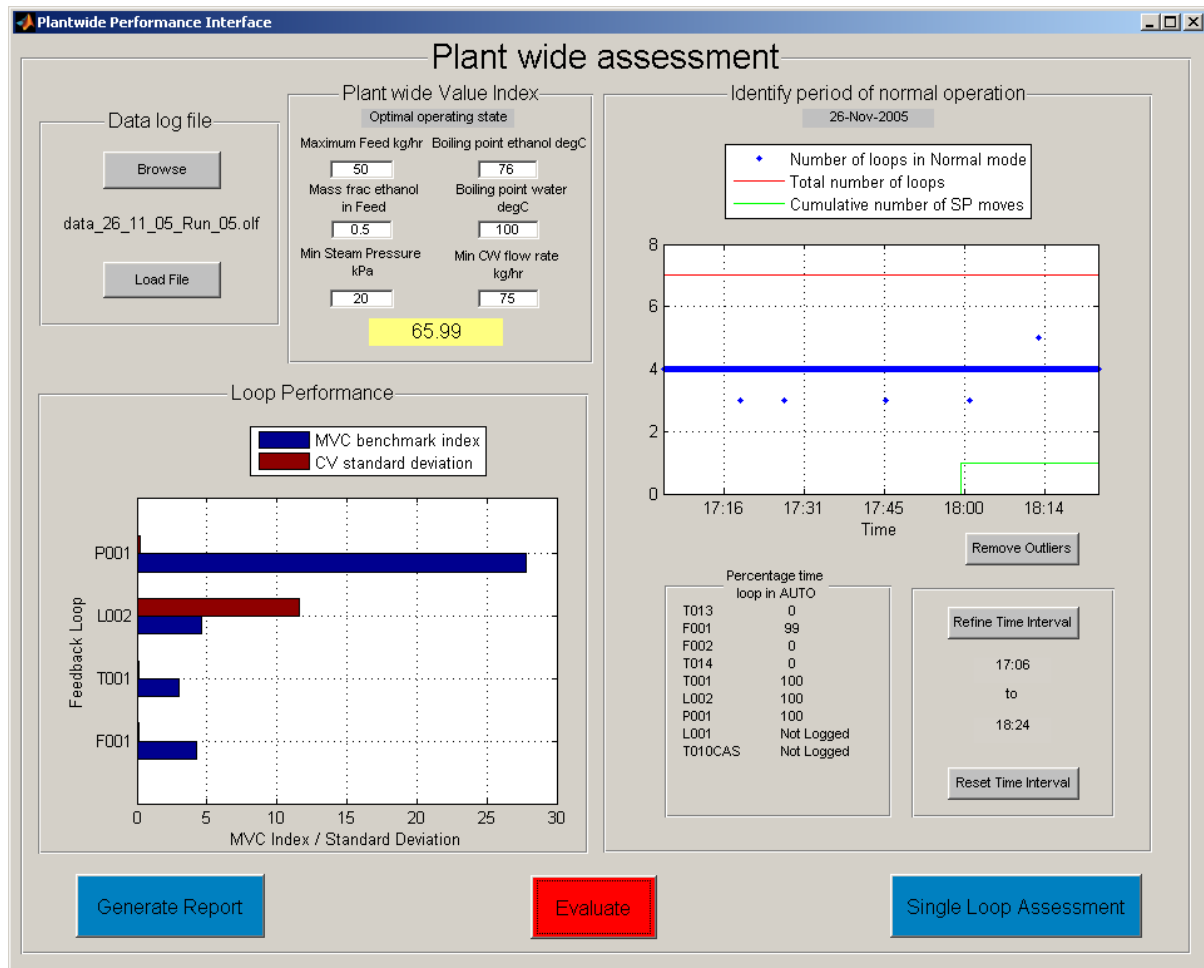 Plantwide Performance Interface
Plant wide assessment
Data log file
Browse
data_26_11_05_Run_05.olf
Load File
Plant wide Value Index
Optimal operating state
Maximum Feed kg/hr Boiling point ethanol degC
50 76
Mass frac ethanol Boiling point water
in Feed degC
0.5 100
Min Steam Pressure Min CW flow rate
kPa kg/hr
20 75
65.99
Identify period of normal operation
26-Nov-2005
Number of loops in Normal mode
Total number of loops
Cumulative number of SP moves
8
6
4
2
0
17:16 17:31 17:45 18:00 18:14
Time
Remove Outliers
Loop Performance
MVC benchmark index
CV standard deviation
Feedback Loop
P001
L002
T001
F001
0 5 10 15 20 25 30
MVC Index / Standard Deviation
Percentage time
loop in AUTO
T013 0
F001 99
F002 0
T014 0
T001 100
L002 100
P001 100
L001 Not Logged
T010CAS Not Logged
Refine Time Interval
17:06
to
18:24
Reset Time Interval
Generate Report
Evaluate
Single Loop Assessment